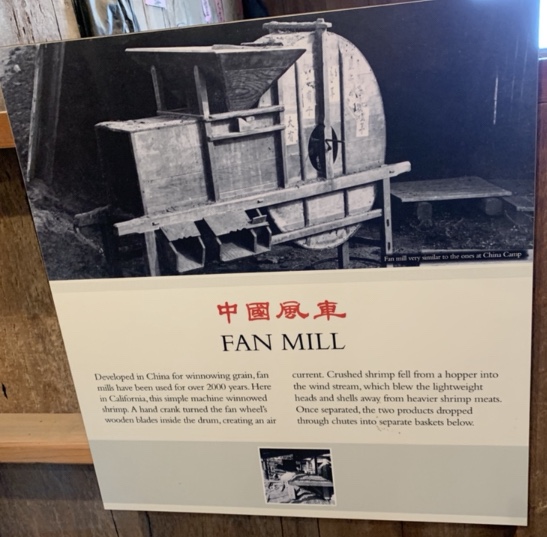 Fan mill very similar to the ones at China Camp
中國風車
FAN MILL
Developed in China for winnowing grain, fan
mills have been used for over 2000 years. Here
in California, this simple machine winnowed
shrimp. A hand crank turned the fan wheel's
wooden blades inside the drum, creating an air
current. Crushed shrimp fell from a hopper into
the wind stream, which blew the lightweight
heads and shells away from heavier shrimp meats.
Once separated, the two products dropped
through chutes into separate baskets below.